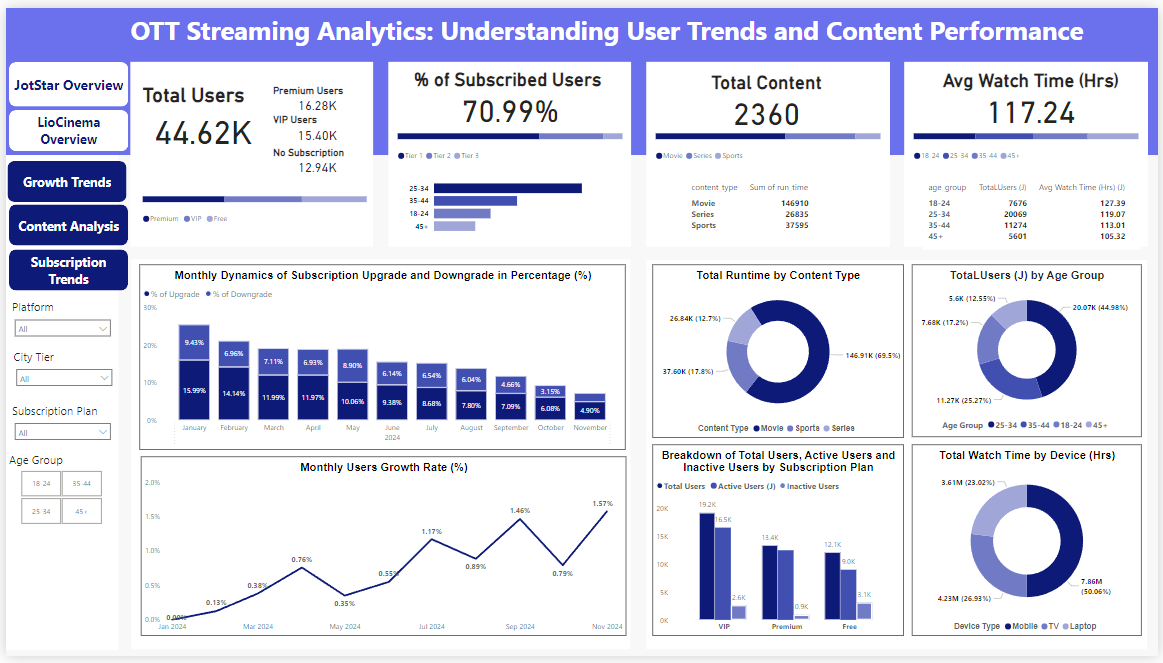 OTT Streaming Analytics: Understanding User Trends and Content Performance
JotStar Overview
LioCinema
Overview
Growth Trends
Content Analysis
Subscription
Trends
Platform
All
City Tier
All
Subscription Plan
All
Age Group
18-24
35-44
25-34
45+
Total Users
44.62K
Premium Users
16.28K
VIP Users
15.40K
No Subscription
12.94K
Premium VIP Free
% of Subscribed Users
70.99%
Tier 1 Tier 2 Tier 3
25-34
35-44
18-24
45+
Total Content
2360
Movie Series Sports
content type Sum of run time
Movie 146910
Series 26835
Sports 37595
Avg Watch Time (Hrs)
117.24
18-24 25-34 35-44 45+
age group TotaLUsers (J) Avg Watch Time (Hrs) (J)
18-24 7676 127.39
25-34 20069 119.07
35-44 11274 113.01
45+ 5601 105.32
Monthly Dynamics of Subscription Upgrade and Downgrade in Percentage (%)
% of Upgrade % of Downgrade
30%
20%
10%
0%
9.43% 6.96% 7.11% 6.93% 8.90% 6.14% 6.54% 6.04% 4.66% 3.15%
15.99% 14.14% 11.99% 11.97% 10.06% 9.38% 8.68% 7.80% 7.09% 6.08% 4.90%
January February March April May June July August September October November
2024
Monthly Users Growth Rate (%)
2.0%
1.5%
1.0%
0.5%
0.0%
0.00% 0.13% 0.38% 0.76% 0.35% 0.55% 1.17% 0.89% 1.46% 0.79% 1.57%
Jan 2024 Mar 2024 May 2024 Jul 2024 Sep 2024 Nov 2024
Total Runtime by Content Type
26.84K (12.7%)
146.91K (69.5%)
37.60K (17.8%)
Content Type Movie Sports Series
TotaLUsers (J) by Age Group
5.6K (12.55%)
20.07K (44.98%)
7.68K (17.2%)
11.27K (25.27%)
Age Group 25-34 35-44 18-24 45+
Breakdown of Total Users, Active Users and
Inactive Users by Subscription Plan
Total Users Active Users (J) Inactive Users
20K
15K
10K
5K
0K
19.2K 16.5K 2.6K
13.4K 0.9K
12.1K 9.0K 3.1K
VIP Premium Free
Total Watch Time by Device (Hrs)
3.61M (23.02%)
7.86M
(50.06%)
4.23M (26.93%)
Device Type Mobile TV Laptop